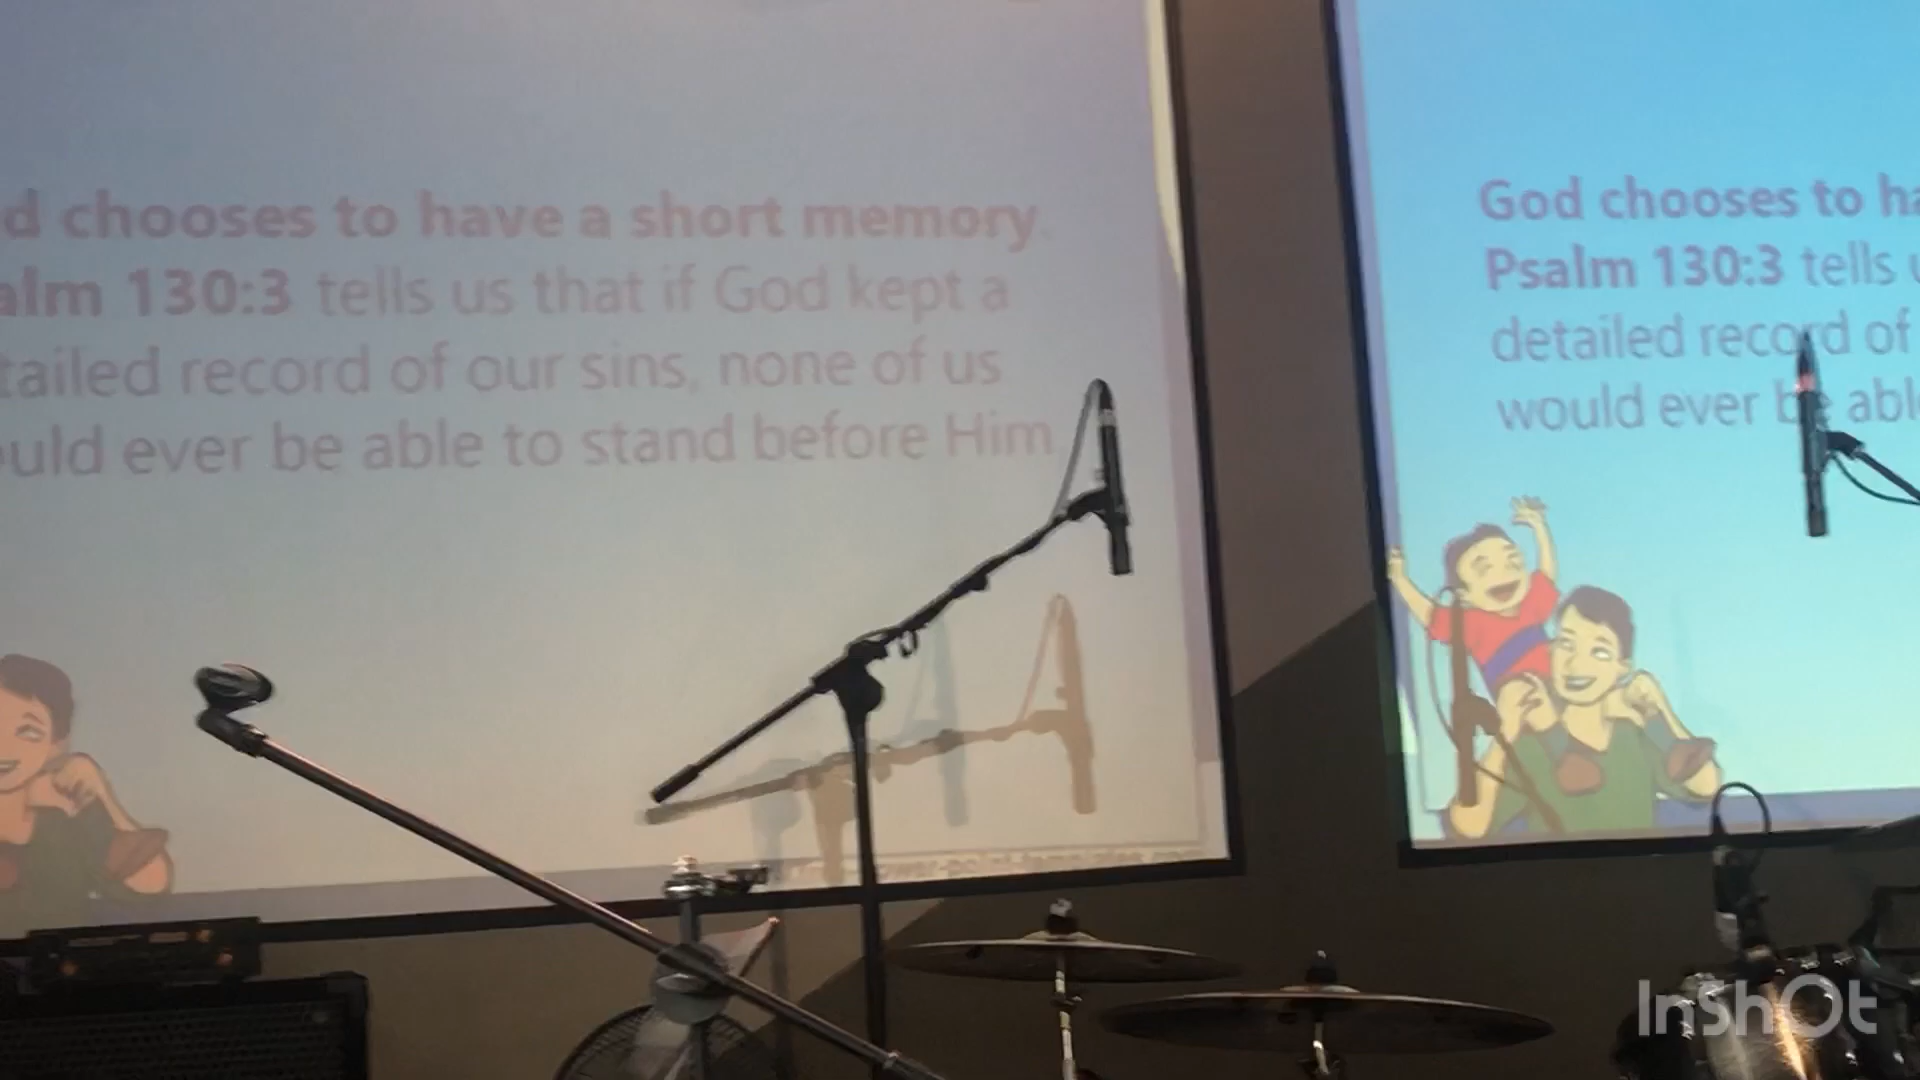 d chooses to have a short memory.
alm 130:3 tells us that if God kept a
tailed record of our sins, none of us
uld ever be able to stand before Him
God chooses to ha
Psalm 130:3 tells u
detailed record of
would ever be abl
InShOt